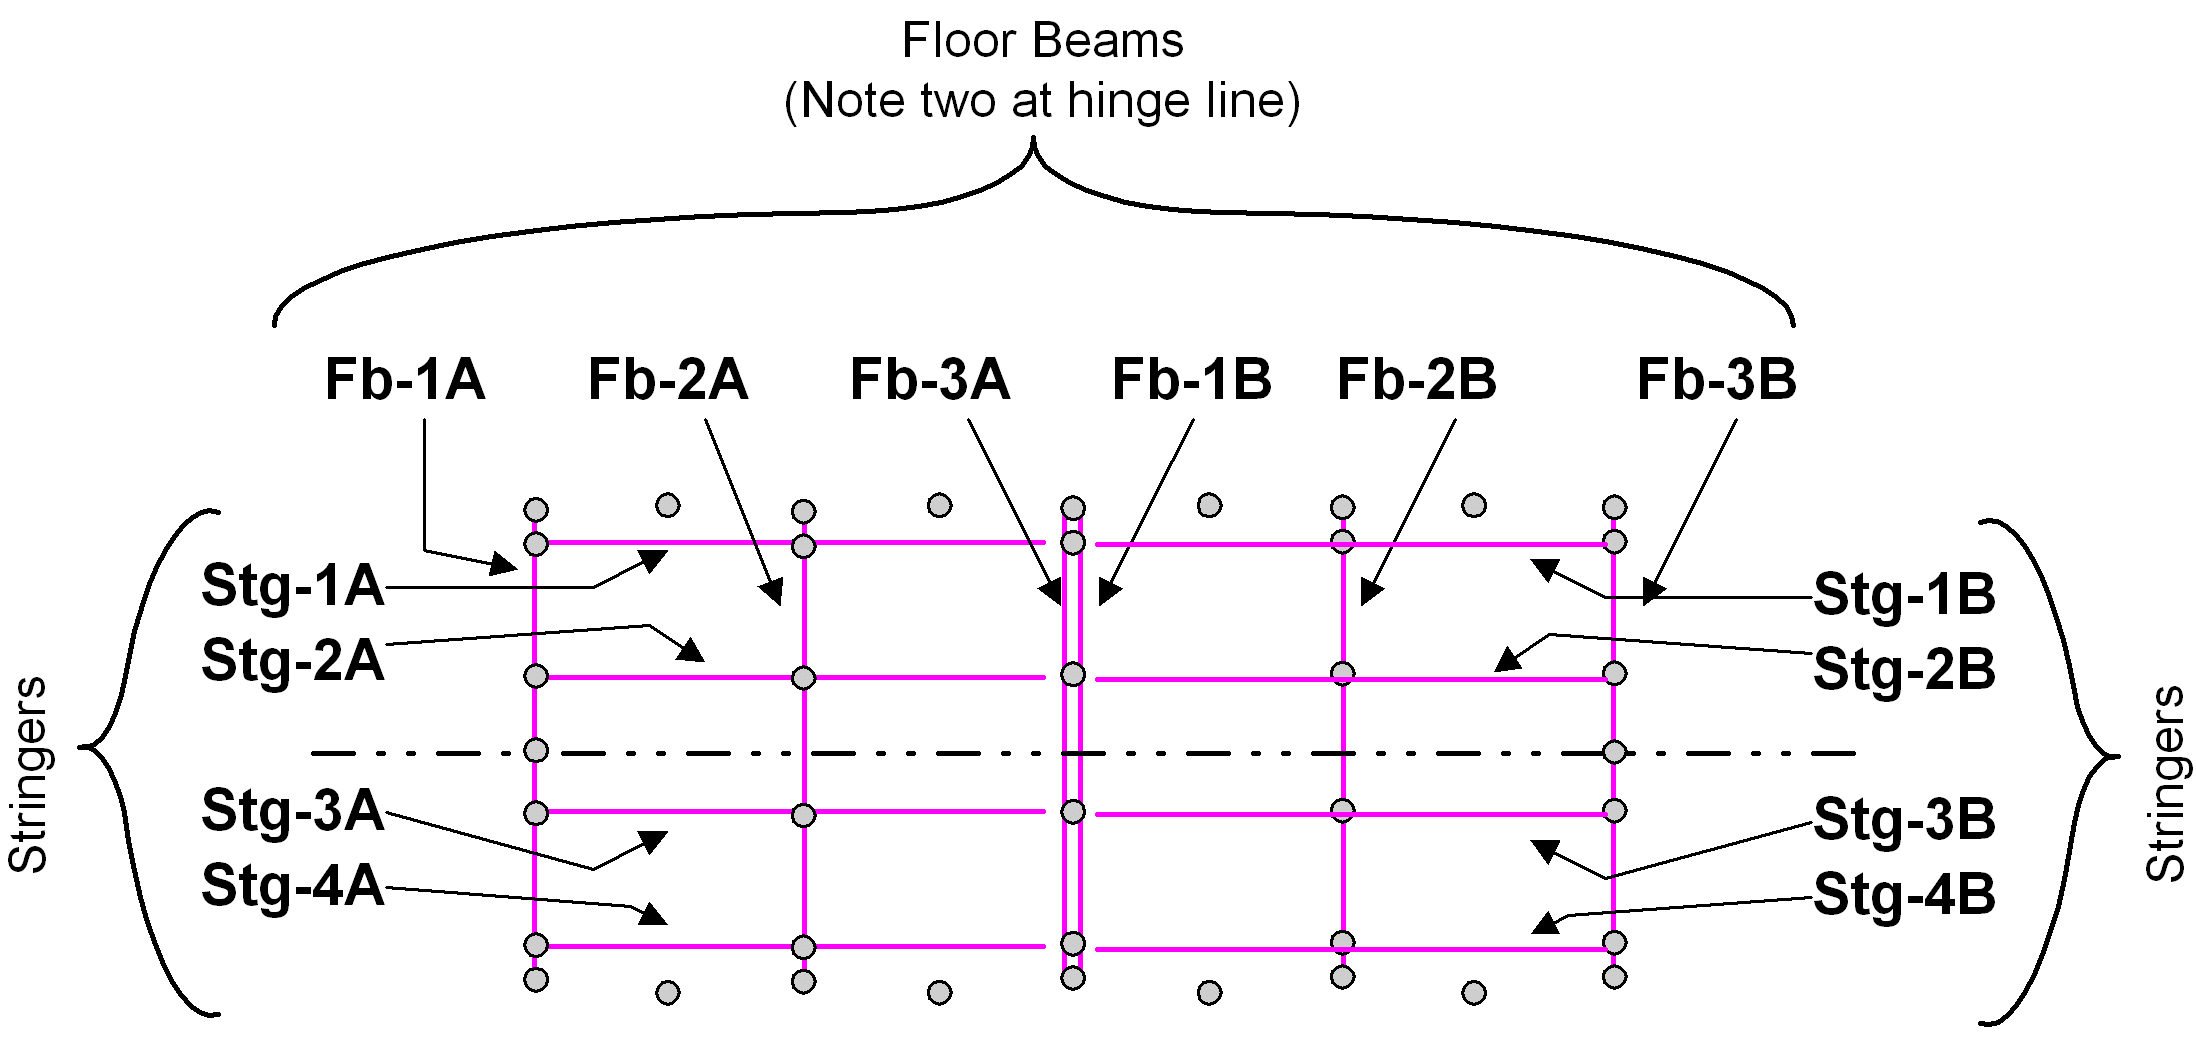 Floor Beams
(Note two at hinge line)
Fb-1A Fb-2A Fb-3A Fb-1B Fb-2B Fb-3B
Stringers
Stg-1A
Stg-2A
Stg-3A
Stg-4A
Stg-1B
Stg-2B
Stg-3B
Stg-4B
Stringers